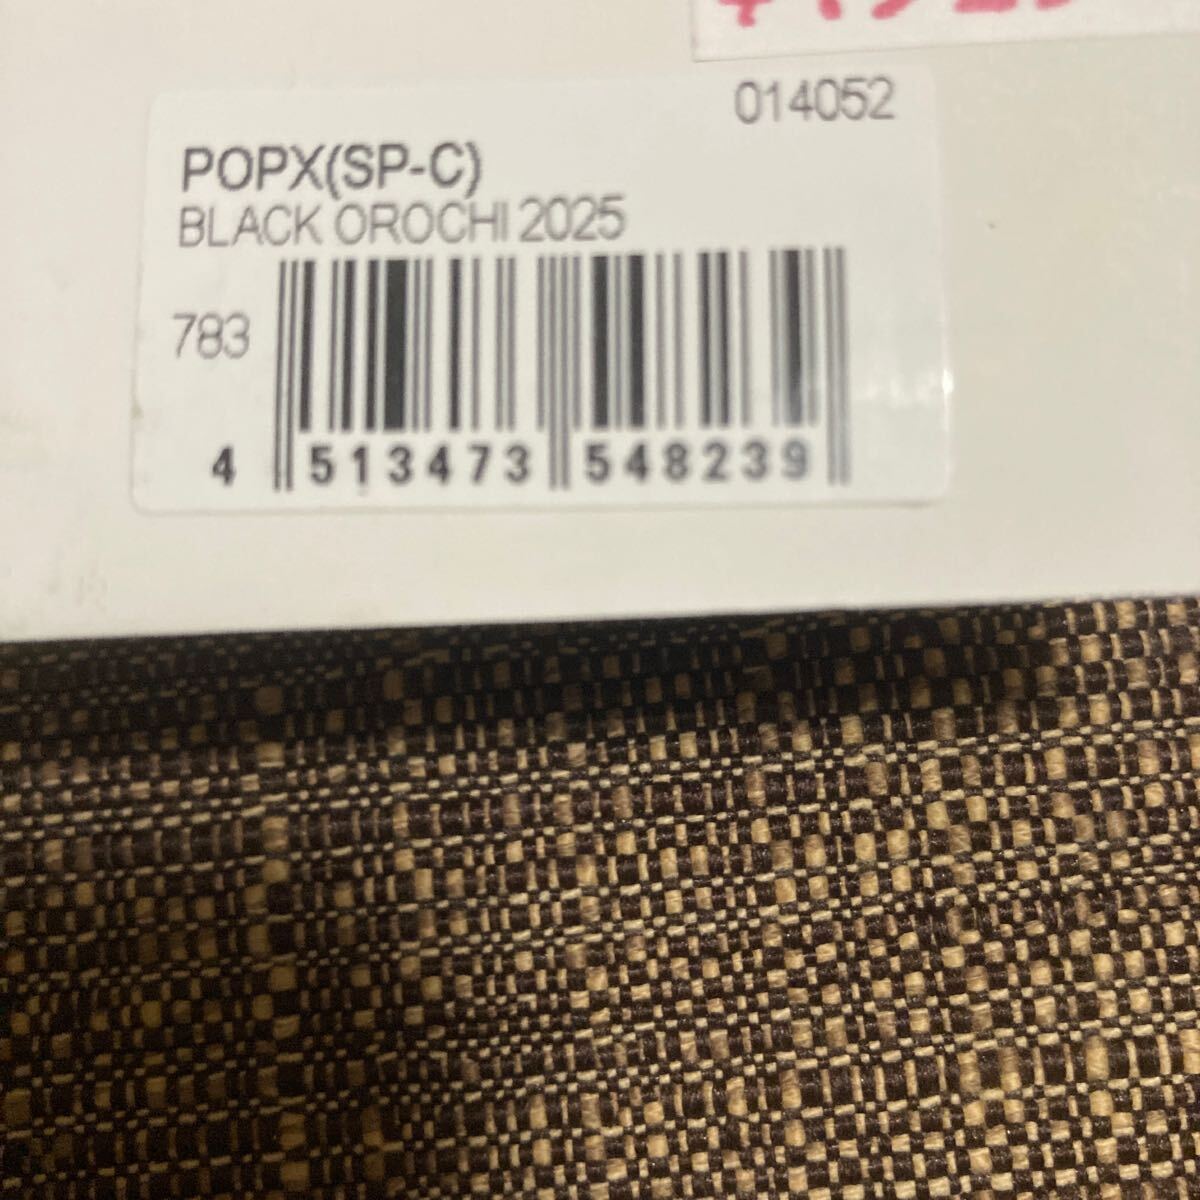 014052
POPX(SP-C)
BLACK OROCHI 2025
783
4 513473 548239